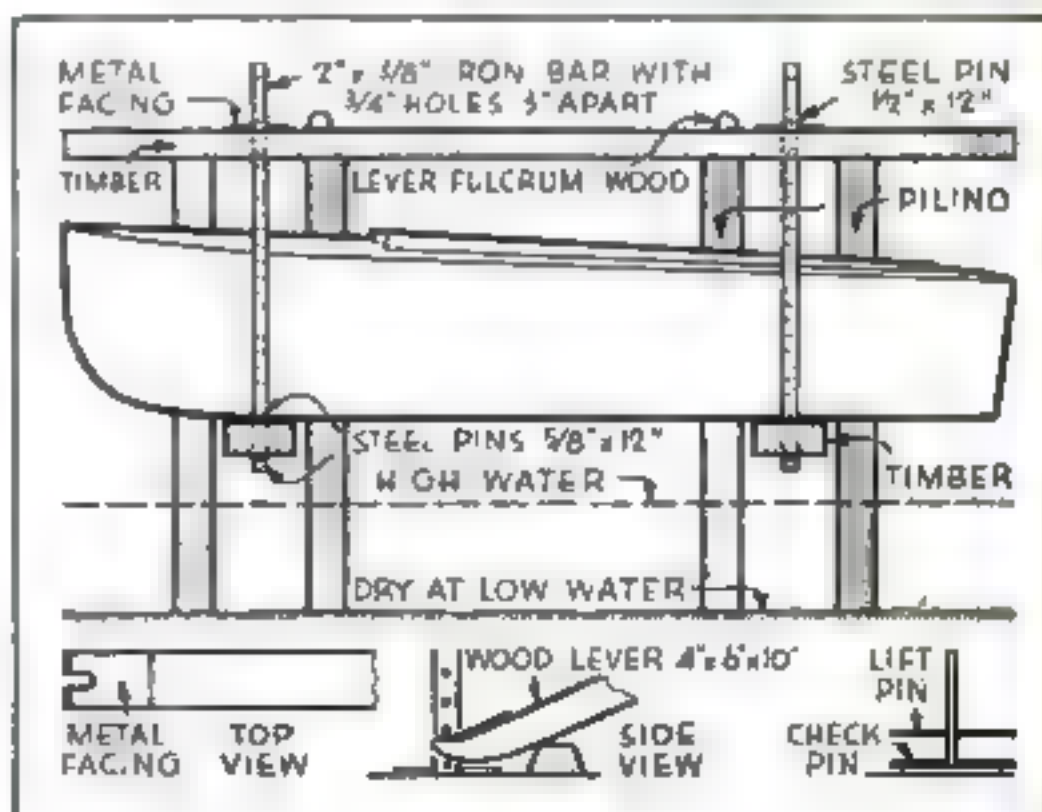 METAL
FACING
2" x 3/8" IRON BAR WITH
3/4" HOLES 3" APART
STEEL PIN
1/2" x 12"
TIMBER
LEVER FULCRUM WOOD
PILING
STEEL PINS 5/8" x 12"
HIGH WATER
TIMBER
DRY AT LOW WATER
WOOD LEVER 4" x 6" x 10'
LIFT
PIN
METAL
FACING
TOP
VIEW
SIDE
VIEW
CHECK
PIN